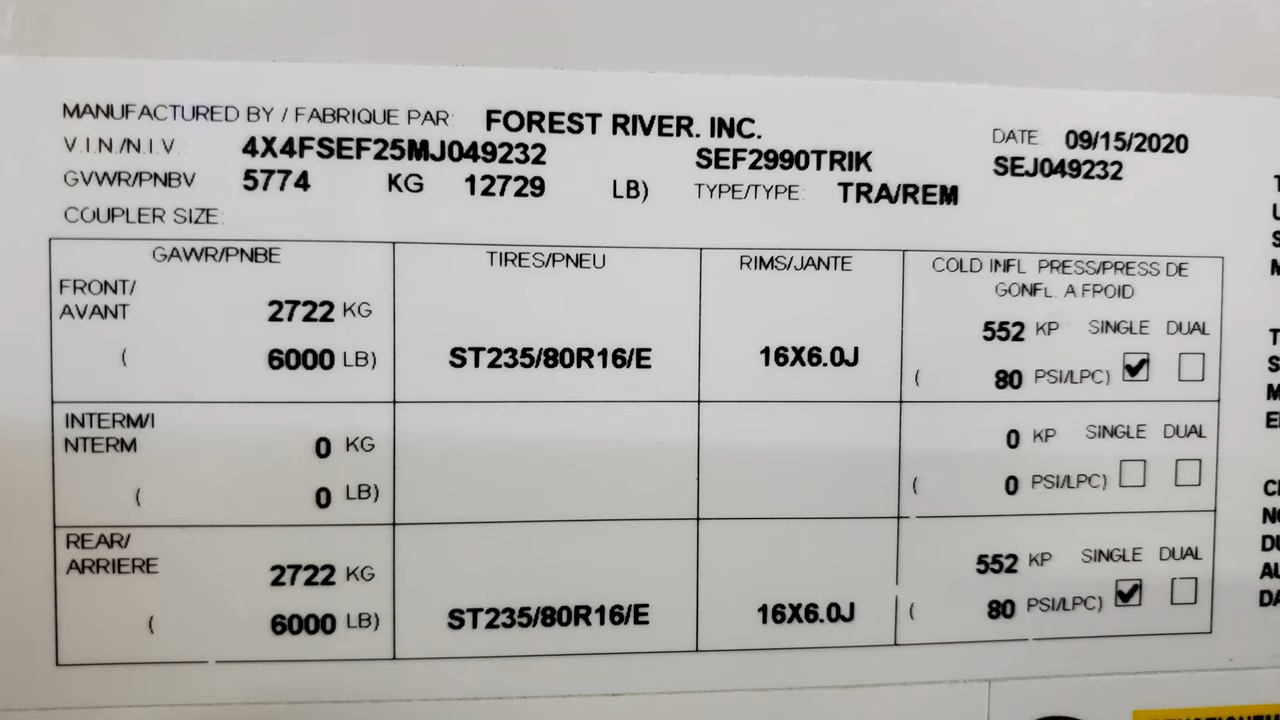 MANUFACTURED BY / FABRIQUE PAR: FOREST RIVER. INC. DATE: 09/15/2020
V.I.N./N.I.V.: 4X4FSEF25MJ049232 SEF2990TRIK SEJ049232
GVWR/PNBV 5774 KG 12729 LB) TYPE/TYPE: TRA/REM
COUPLER SIZE:
GAWR/PNBE TIRES/PNEU RIMS/JANTE COLD INFL PRESS/PRESS DE
GONFL. A FROID
FRONT/
AVANT 2722 KG 552 KP SINGLE DUAL
( 6000 LB) ST235/80R16/E 16X6.0J ( 80 PSI/LPC)
INTERM/I
NTERM 0 KG 0 KP SINGLE DUAL
( 0 LB) ( 0 PSI/LPC)
REAR/
ARRIERE 2722 KG 552 KP SINGLE DUAL
( 6000 LB) ST235/80R16/E 16X6.0J ( 80 PSI/LPC)